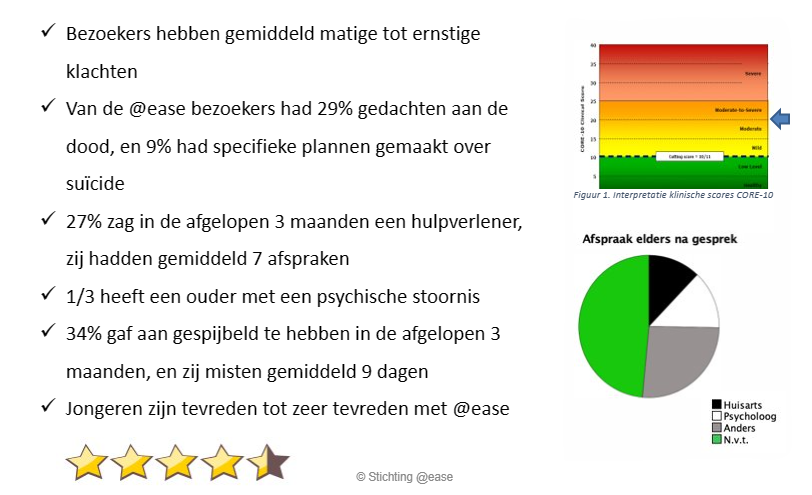 ✓ Bezoekers hebben gemiddeld matige tot ernstige
klachten
✓ Van de @ease bezoekers had 29% gedachten aan de
dood, en 9% had specifieke plannen gemaakt over
suïcide
✓ 27% zag in de afgelopen 3 maanden een hulpverlener,
zij hadden gemiddeld 7 afspraken
✓ 1/3 heeft een ouder met een psychische stoornis
✓ 34% gaf aan gespijbeld te hebben in de afgelopen 3
maanden, en zij misten gemiddeld 9 dagen
✓ Jongeren zijn tevreden tot zeer tevreden met @ease
© Stichting @ease
CORE-10 Clinical Score
40
35
30
25
20
15
10
5
Severe
Moderate-to-Severe
Moderate
Mild
Cutting score = 10/11
Low Level
Healthy
Figuur 1. Interpretatie klinische scores CORE-10
Afspraak elders na gesprek
Huisarts
Psycholoog
Anders
N.v.t.